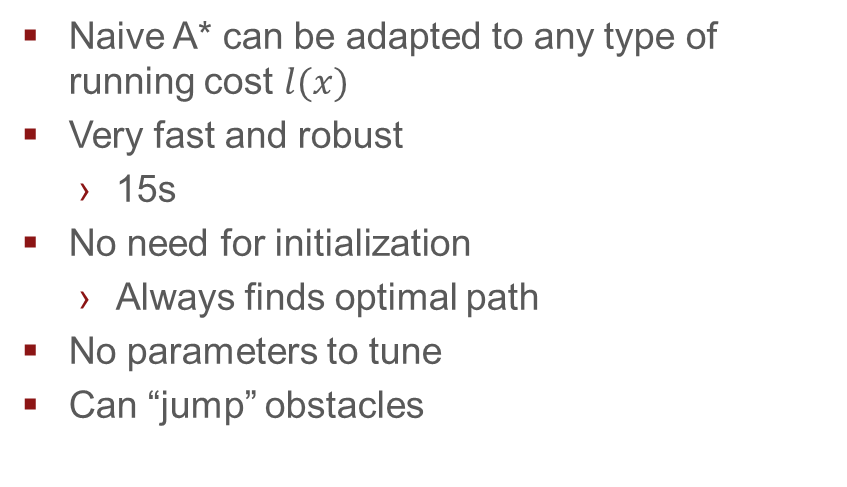 ▪ Naive A* can be adapted to any type of
running cost 𝑙(𝑥)
▪ Very fast and robust
› 15s
▪ No need for initialization
› Always finds optimal path
▪ No parameters to tune
▪ Can “jump” obstacles